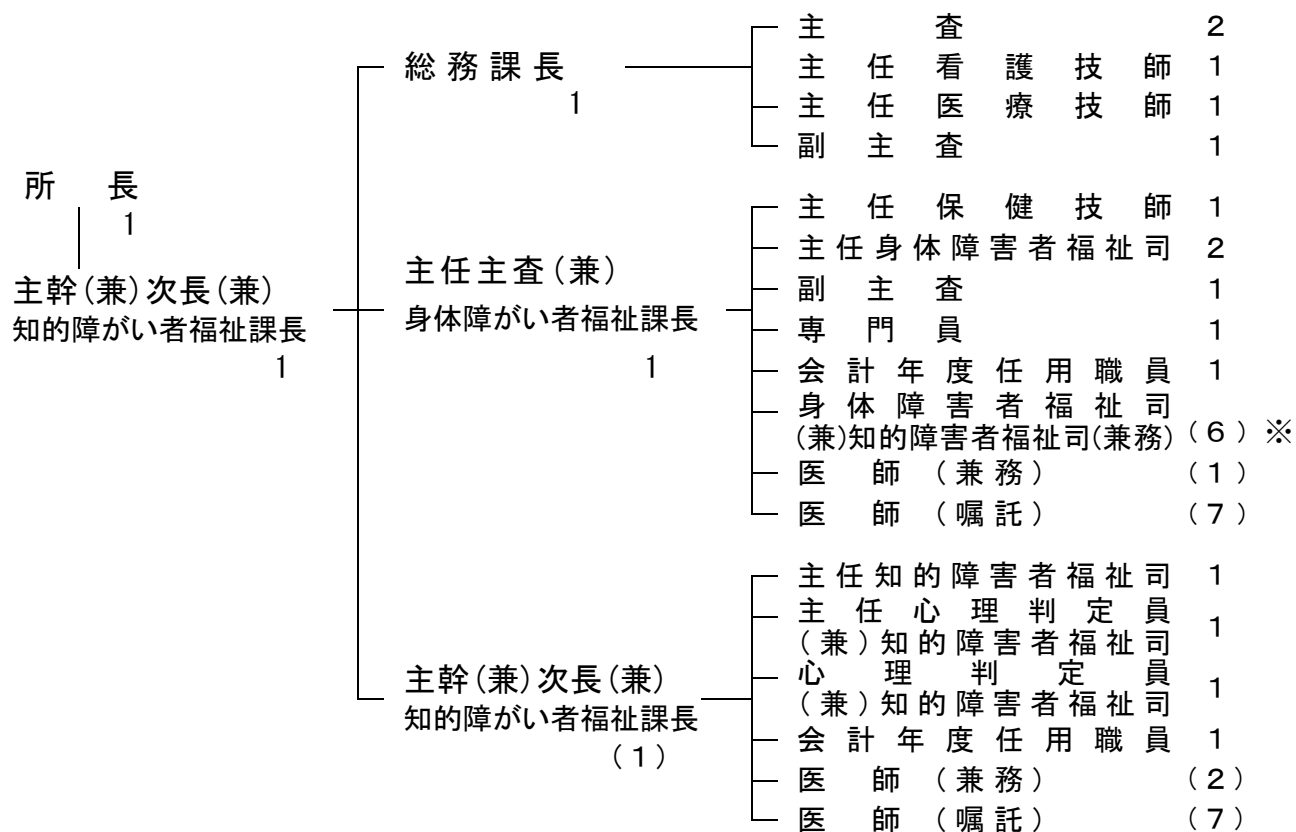 所長
1
主幹(兼)次長(兼)
知的障がい者福祉課長
1
総務課長
1
主査 2
主任看護技師 1
主任医療技師 1
副主査 1
主任主査(兼)
身体障がい者福祉課長
1
主任保健技師 1
主任身体障害者福祉司 2
副主査 1
専門員 1
会計年度任用職員 1
身体障害者福祉司
(兼)知的障害者福祉司(兼務) (6) ※
医師(兼務) (1)
医師(嘱託) (7)
主幹(兼)次長(兼)
知的障がい者福祉課長
(1)
主任知的障害者福祉司 1
主任心理判定員
(兼)知的障害者福祉司 1
心理判定員
(兼)知的障害者福祉司 1
会計年度任用職員 1
医師(兼務) (2)
医師(嘱託) (7)